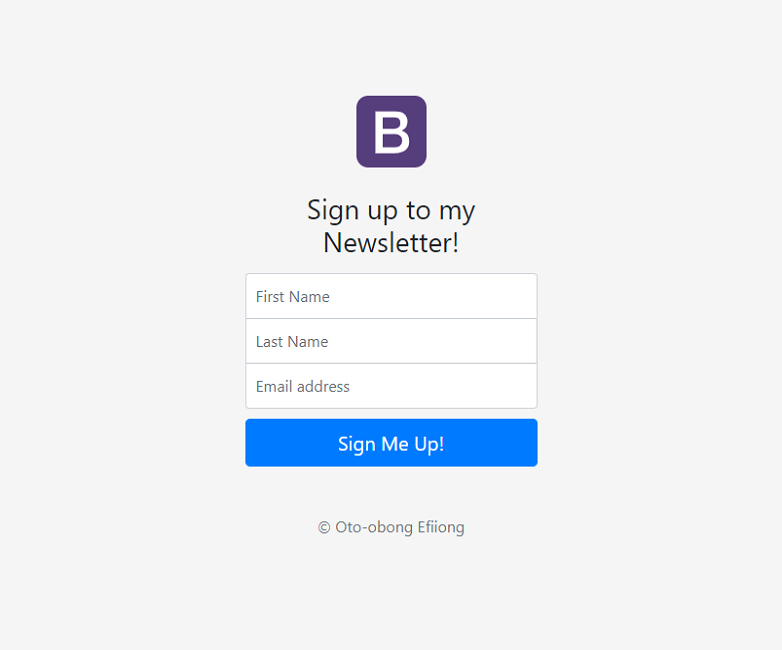 B
Sign up to my
Newsletter!
First Name
Last Name
Email address
Sign Me Up!
© Oto-obong Efiiong